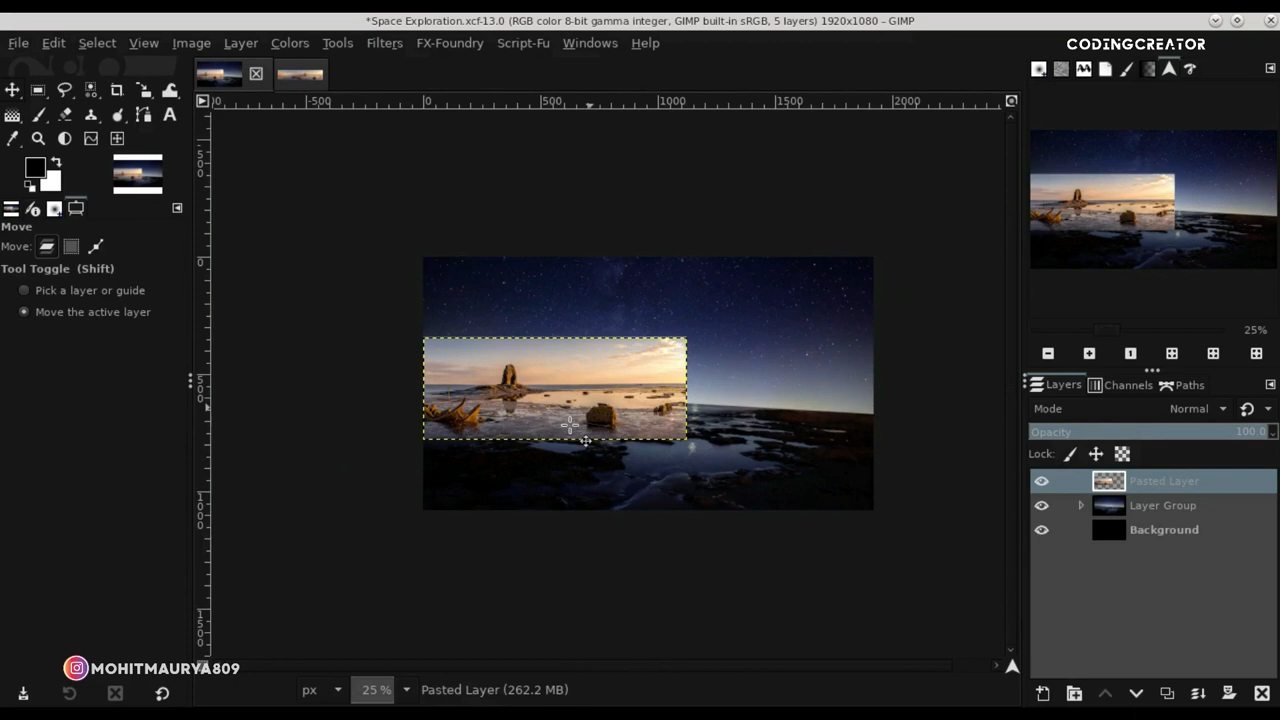 *Space Exploration.xcf-13.0 (RGB color 8-bit gamma integer, GIMP built-in sRGB, 5 layers) 1920x1080 – GIMP
File Edit Select View Image Layer Colors Tools Filters FX-Foundry Script-Fu Windows Help
CODINGCREATOR
-500 0 500 1000 1500 2000
Move
Move:
Tool Toggle (Shift)
Pick a layer or guide
Move the active layer
0
500
1000
1500
25%
Layers Channels Paths
Mode Normal
Opacity 100.0
Lock:
Pasted Layer
Layer Group
Background
MOHITMAURYA809
px 25 % Pasted Layer (262.2 MB)